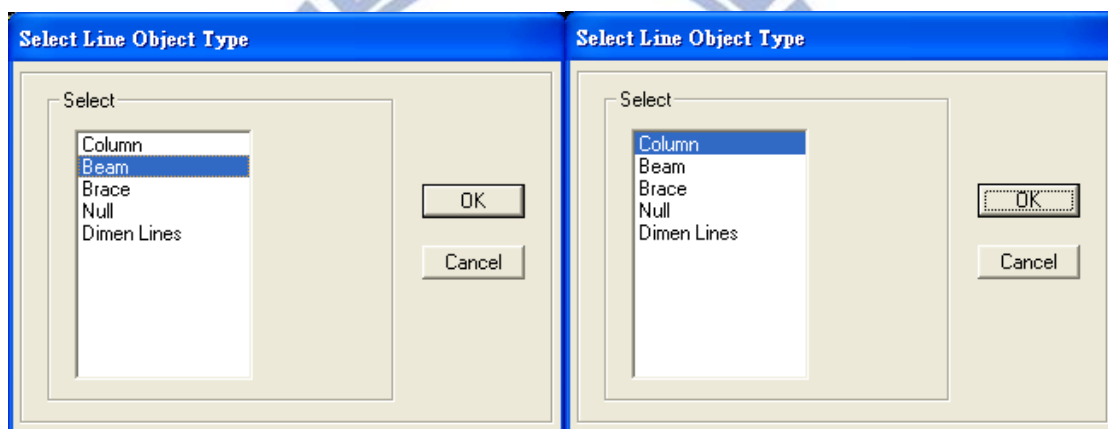 Select Line Object Type
Select
Column
Beam
Brace
Null
Dimen Lines
OK
Cancel
Select Line Object Type
Select
Column
Beam
Brace
Null
Dimen Lines
OK
Cancel